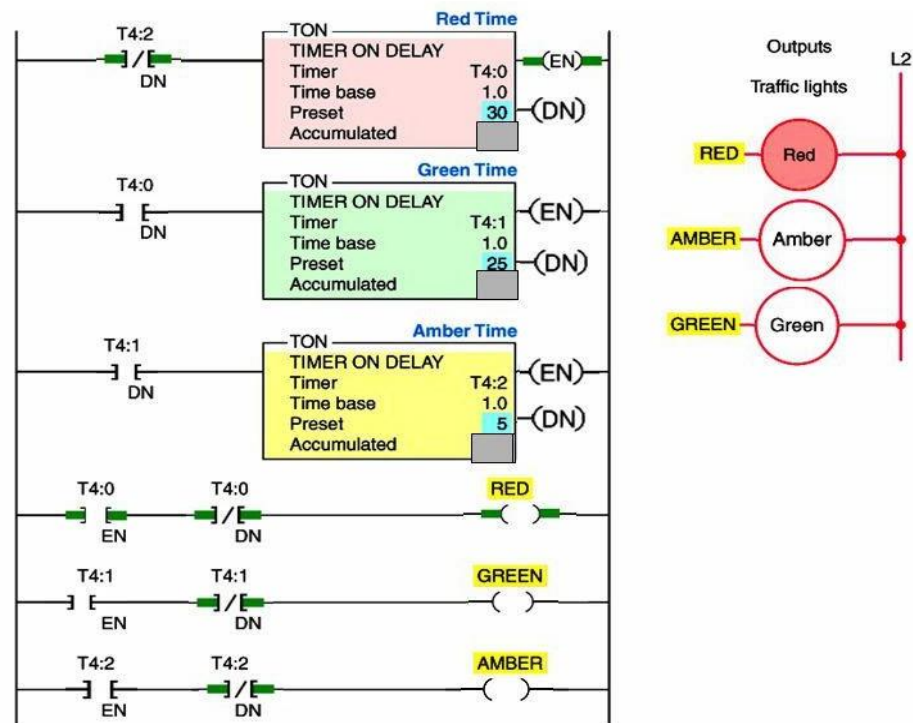 Red Time
T4:2
DN
TON
TIMER ON DELAY
Timer T4:0
Time base 1.0
Preset 30
Accumulated
(EN)
(DN)
Green Time
T4:0
DN
TON
TIMER ON DELAY
Timer T4:1
Time base 1.0
Preset 25
Accumulated
(EN)
(DN)
Amber Time
T4:1
DN
TON
TIMER ON DELAY
Timer T4:2
Time base 1.0
Preset 5
Accumulated
(EN)
(DN)
T4:0 T4:0 RED
EN DN
T4:1 T4:1 GREEN
EN DN
T4:2 T4:2 AMBER
EN DN
Outputs
L2
Traffic lights
RED Red
AMBER Amber
GREEN Green